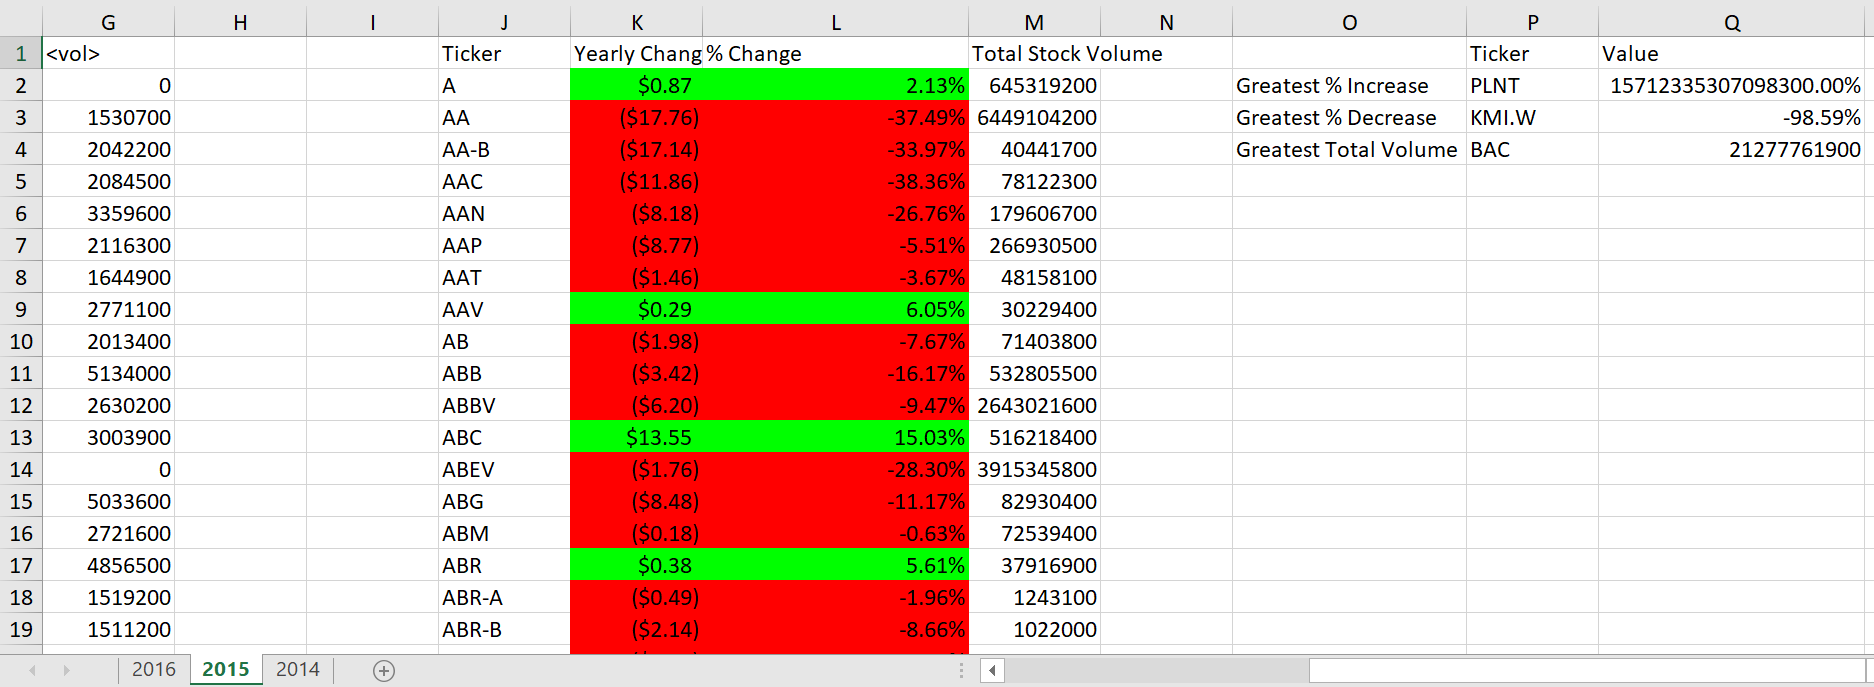 G H I J K L M N O P Q
1 <vol> Ticker Yearly Chang % Change Total Stock Volume Ticker Value
2 0 A $0.87 2.13% 645319200 Greatest % Increase PLNT 15712335307098300.00%
3 1530700 AA ($17.76) -37.49% 6449104200 Greatest % Decrease KMI.W -98.59%
4 2042200 AA-B ($17.14) -33.97% 40441700 Greatest Total Volume BAC 21277761900
5 2084500 AAC ($11.86) -38.36% 78122300
6 3359600 AAN ($8.18) -26.76% 179606700
7 2116300 AAP ($8.77) -5.51% 266930500
8 1644900 AAT ($1.46) -3.67% 48158100
9 2771100 AAV $0.29 6.05% 30229400
10 2013400 AB ($1.98) -7.67% 71403800
11 5134000 ABB ($3.42) -16.17% 532805500
12 2630200 ABBV ($6.20) -9.47% 2643021600
13 3003900 ABC $13.55 15.03% 516218400
14 0 ABEV ($1.76) -28.30% 3915345800
15 5033600 ABG ($8.48) -11.17% 82930400
16 2721600 ABM ($0.18) -0.63% 72539400
17 4856500 ABR $0.38 5.61% 37916900
18 1519200 ABR-A ($0.49) -1.96% 1243100
19 1511200 ABR-B ($2.14) -8.66% 1022000
2016 2015 2014